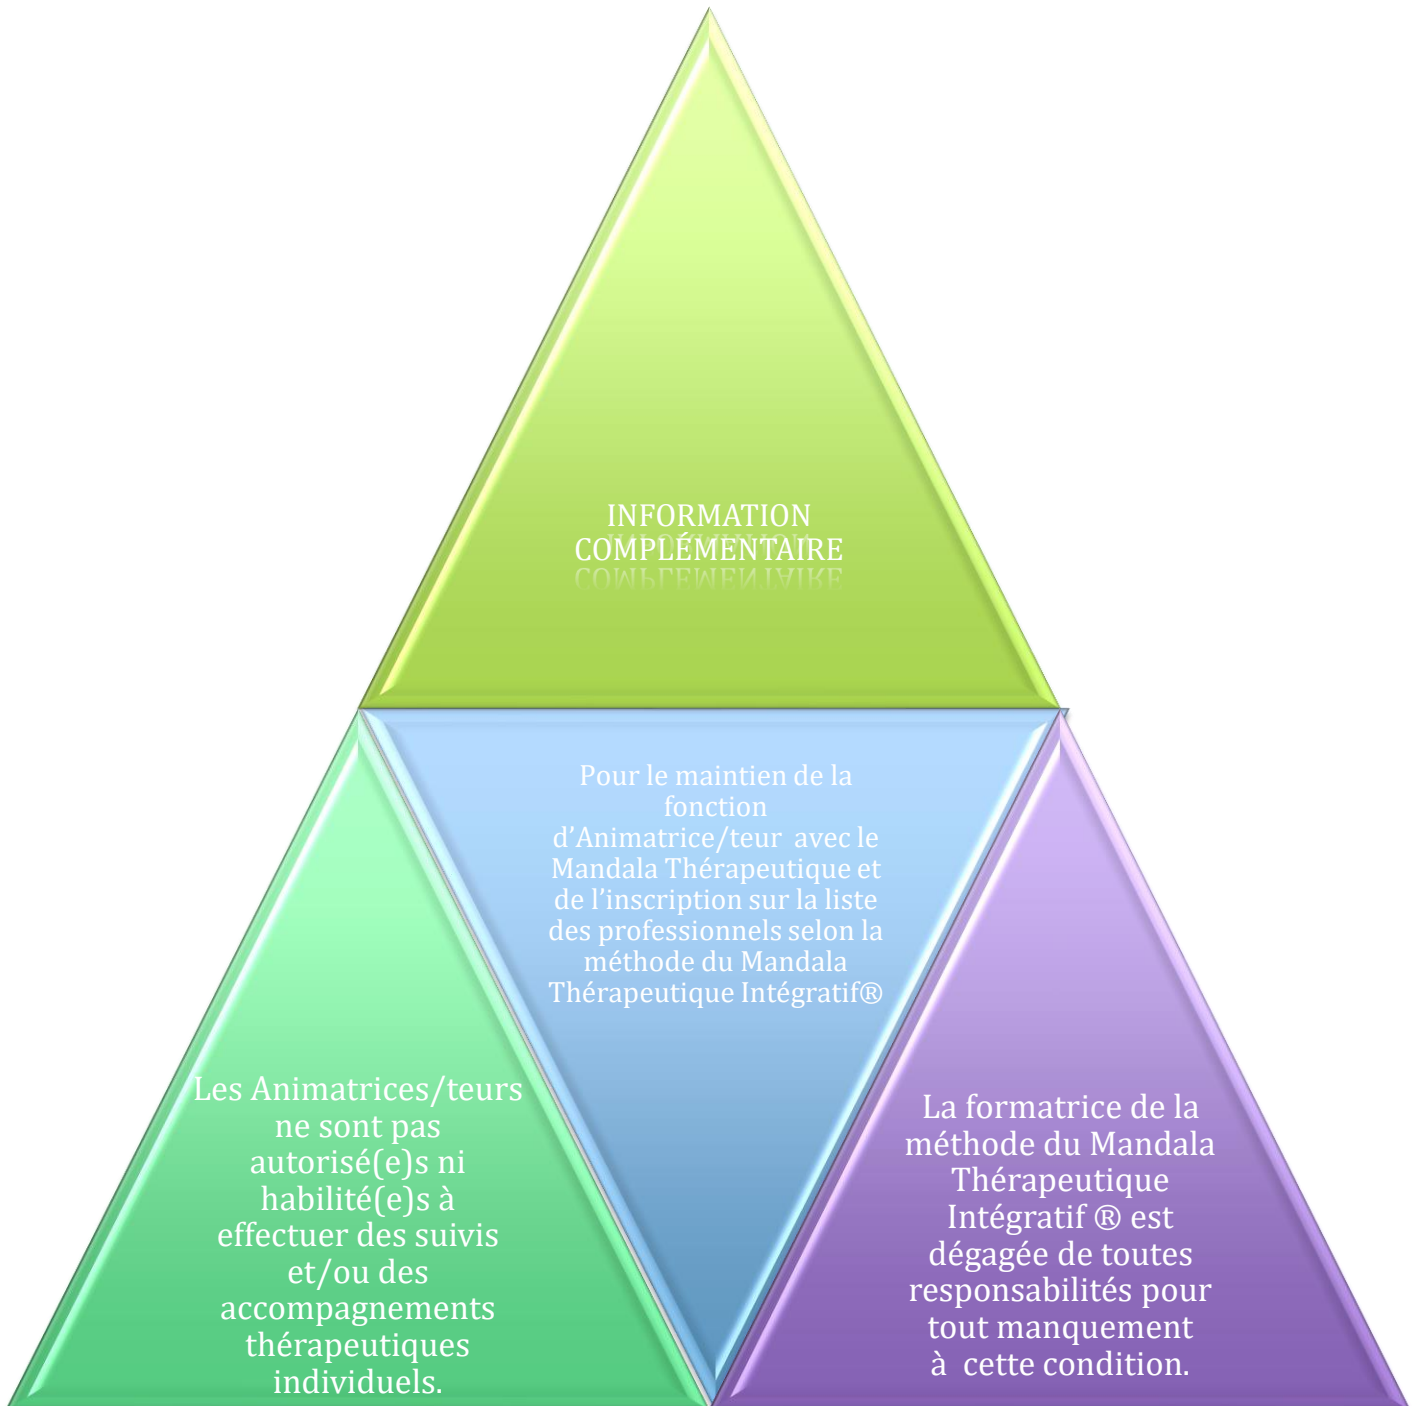 INFORMATION
COMPLÉMENTAIRE
Pour le maintien de la
fonction
d’Animatrice/teur avec le
Mandala Thérapeutique et
de l’inscription sur la liste
des professionnels selon la
méthode du Mandala
Thérapeutique Intégratif®
Les Animatrices/teurs
ne sont pas
autorisé(e)s ni
habilité(e)s à
effectuer des suivis
et/ou des
accompagnements
thérapeutiques
individuels.
La formatrice de la
méthode du Mandala
Thérapeutique
Intégratif ® est
dégagée de toutes
responsabilités pour
tout manquement
à cette condition.